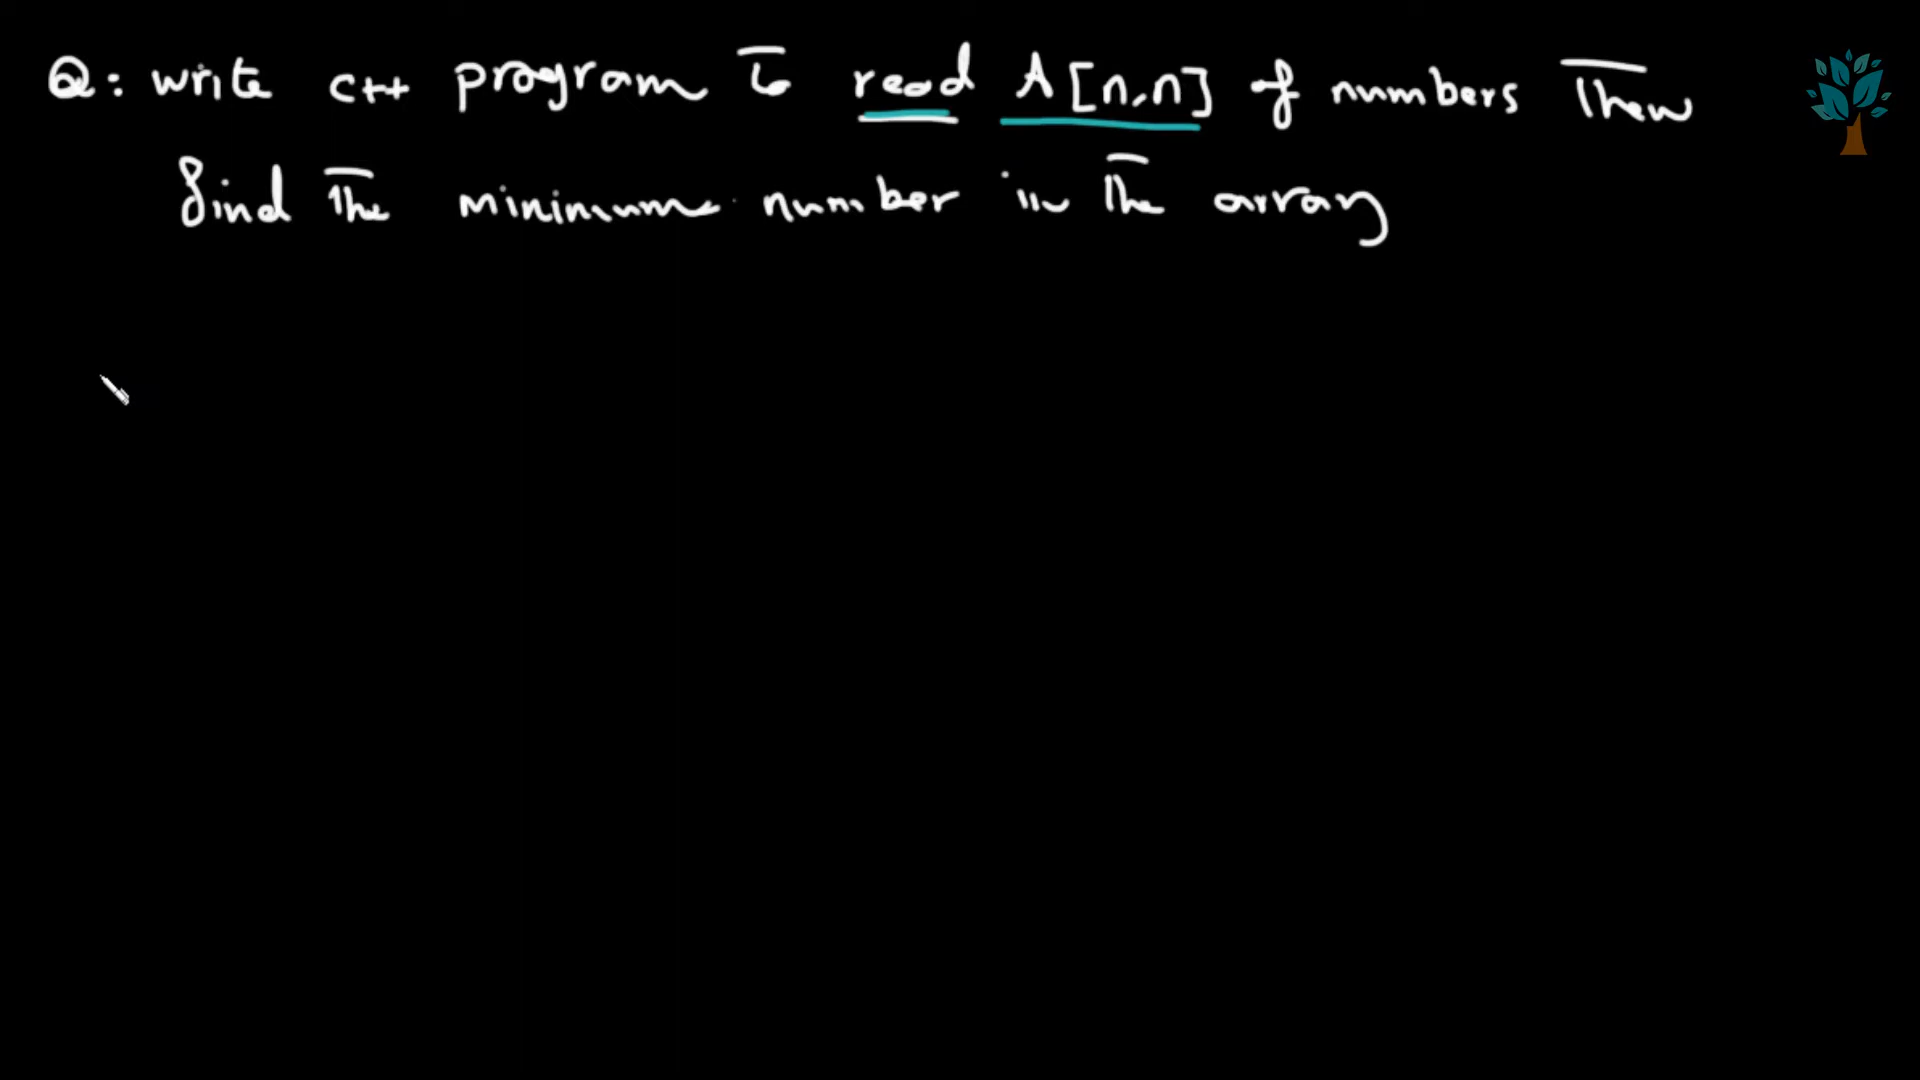 Q: write c++ program to read A[n,n] of numbers Then
find The minimum number in The array